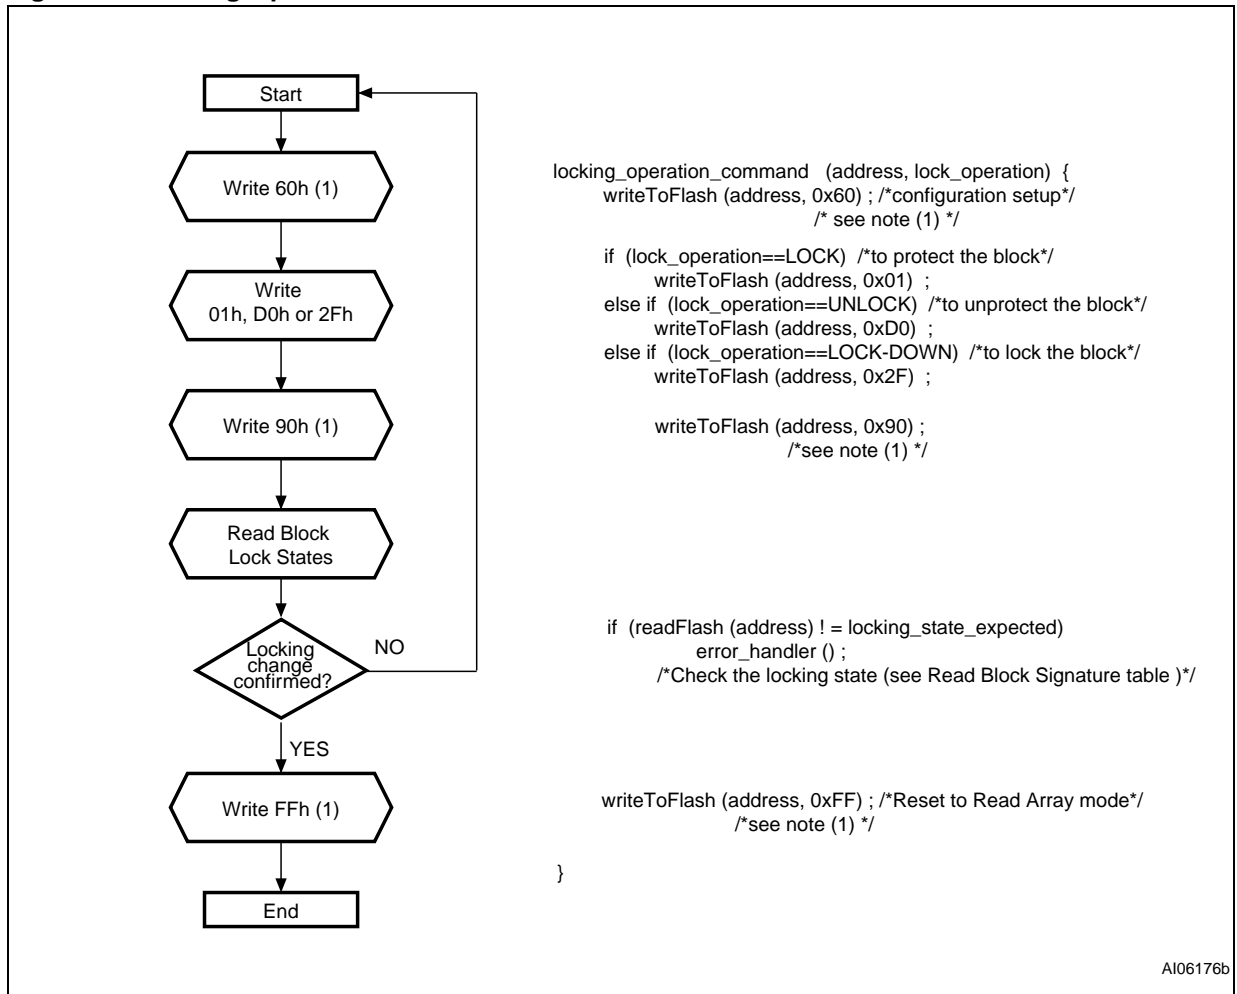 Start
Write 60h (1)
Write
01h, D0h or 2Fh
Write 90h (1)
Read Block
Lock States
Locking
change
confirmed?
NO
YES
Write FFh (1)
End
locking_operation_command (address, lock_operation) {
writeToFlash (address, 0x60) ; /*configuration setup*/
/* see note (1) */
if (lock_operation==LOCK) /*to protect the block*/
writeToFlash (address, 0x01) ;
else if (lock_operation==UNLOCK) /*to unprotect the block*/
writeToFlash (address, 0xD0) ;
else if (lock_operation==LOCK-DOWN) /*to lock the block*/
writeToFlash (address, 0x2F) ;
writeToFlash (address, 0x90) ;
/*see note (1) */
if (readFlash (address) ! = locking_state_expected)
error_handler () ;
/*Check the locking state (see Read Block Signature table )*/
writeToFlash (address, 0xFF) ; /*Reset to Read Array mode*/
/*see note (1) */
}
AI06176b